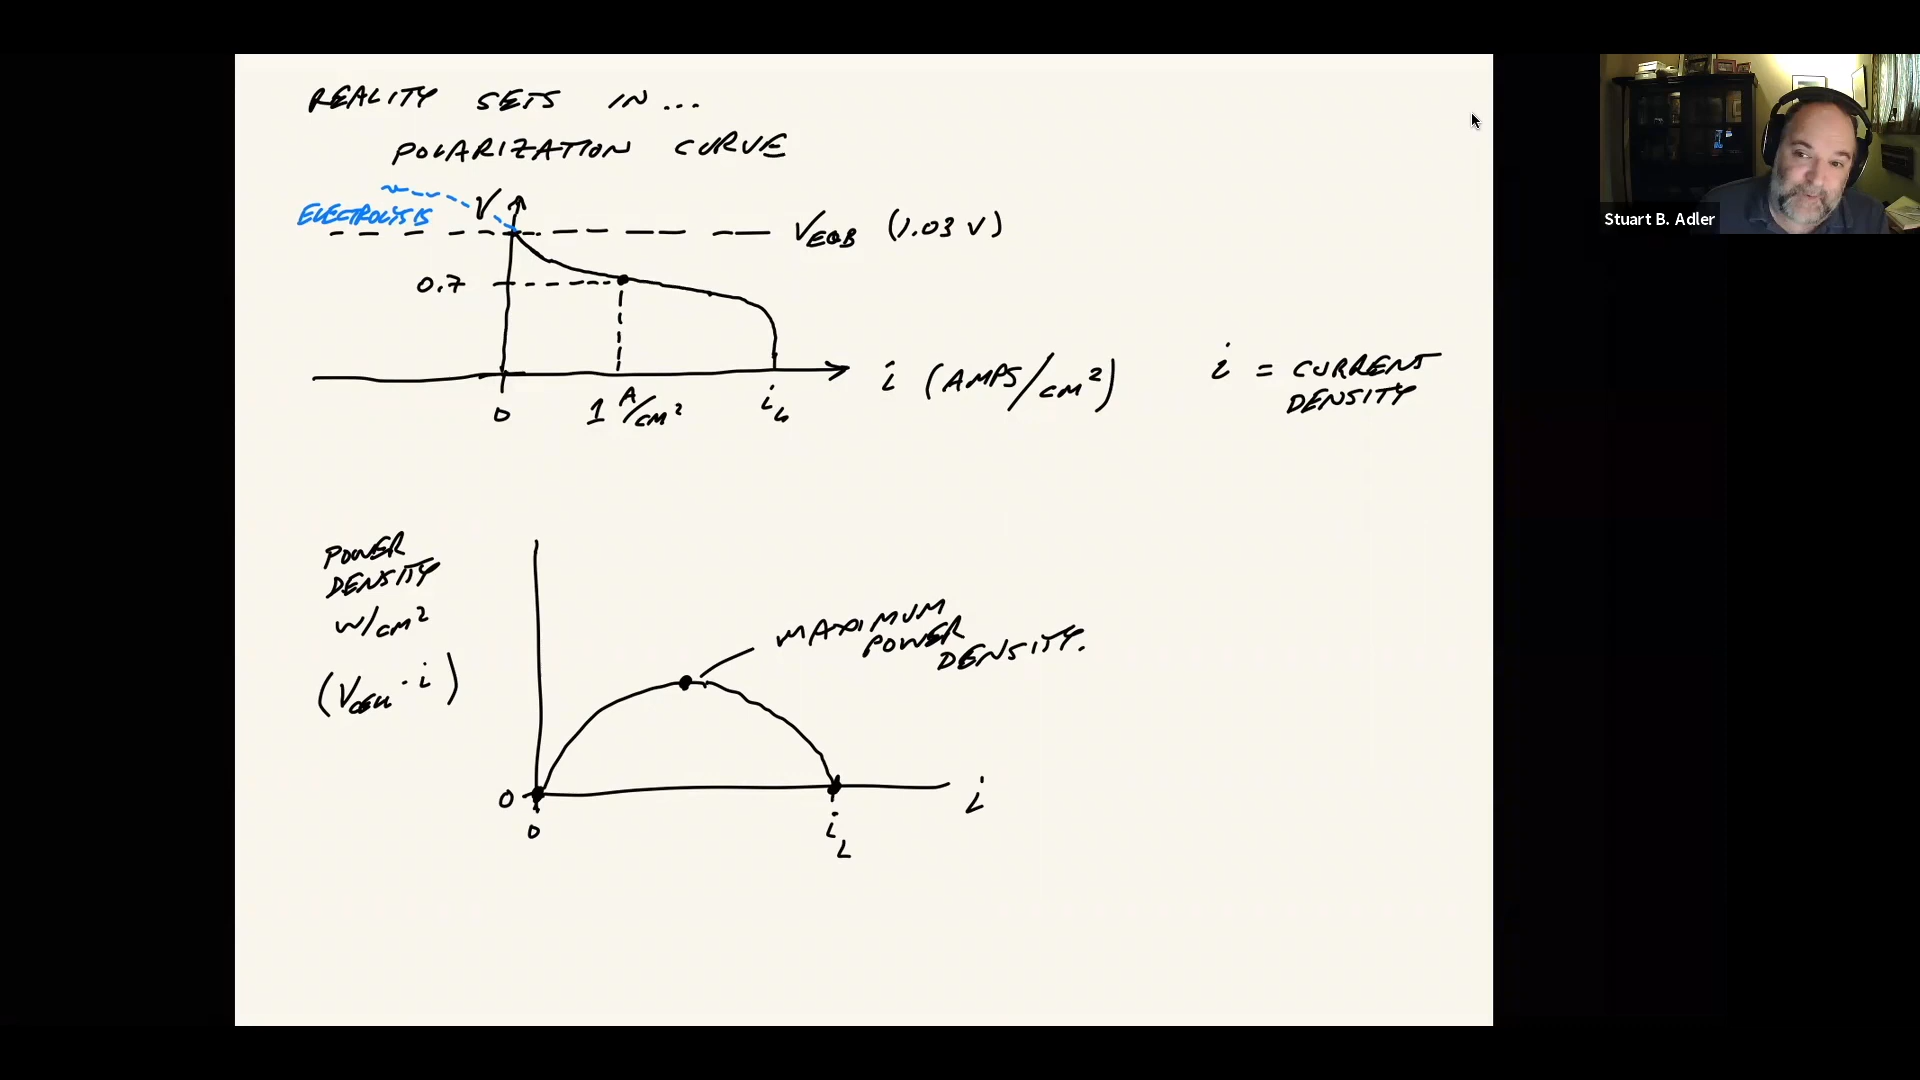 REALITY SETS IN...
POLARIZATION CURVE
ELECTROLYSIS
V
VEQB (1.03 V)
0.7
i (AMPS/cm²)
i = CURRENT
DENSITY
0
1 A/cm²
iL
POWER
DENSITY
W/cm²
(VCELL · i)
MAXIMUM
POWER
DENSITY.
0
0
iL
i
Stuart B. Adler